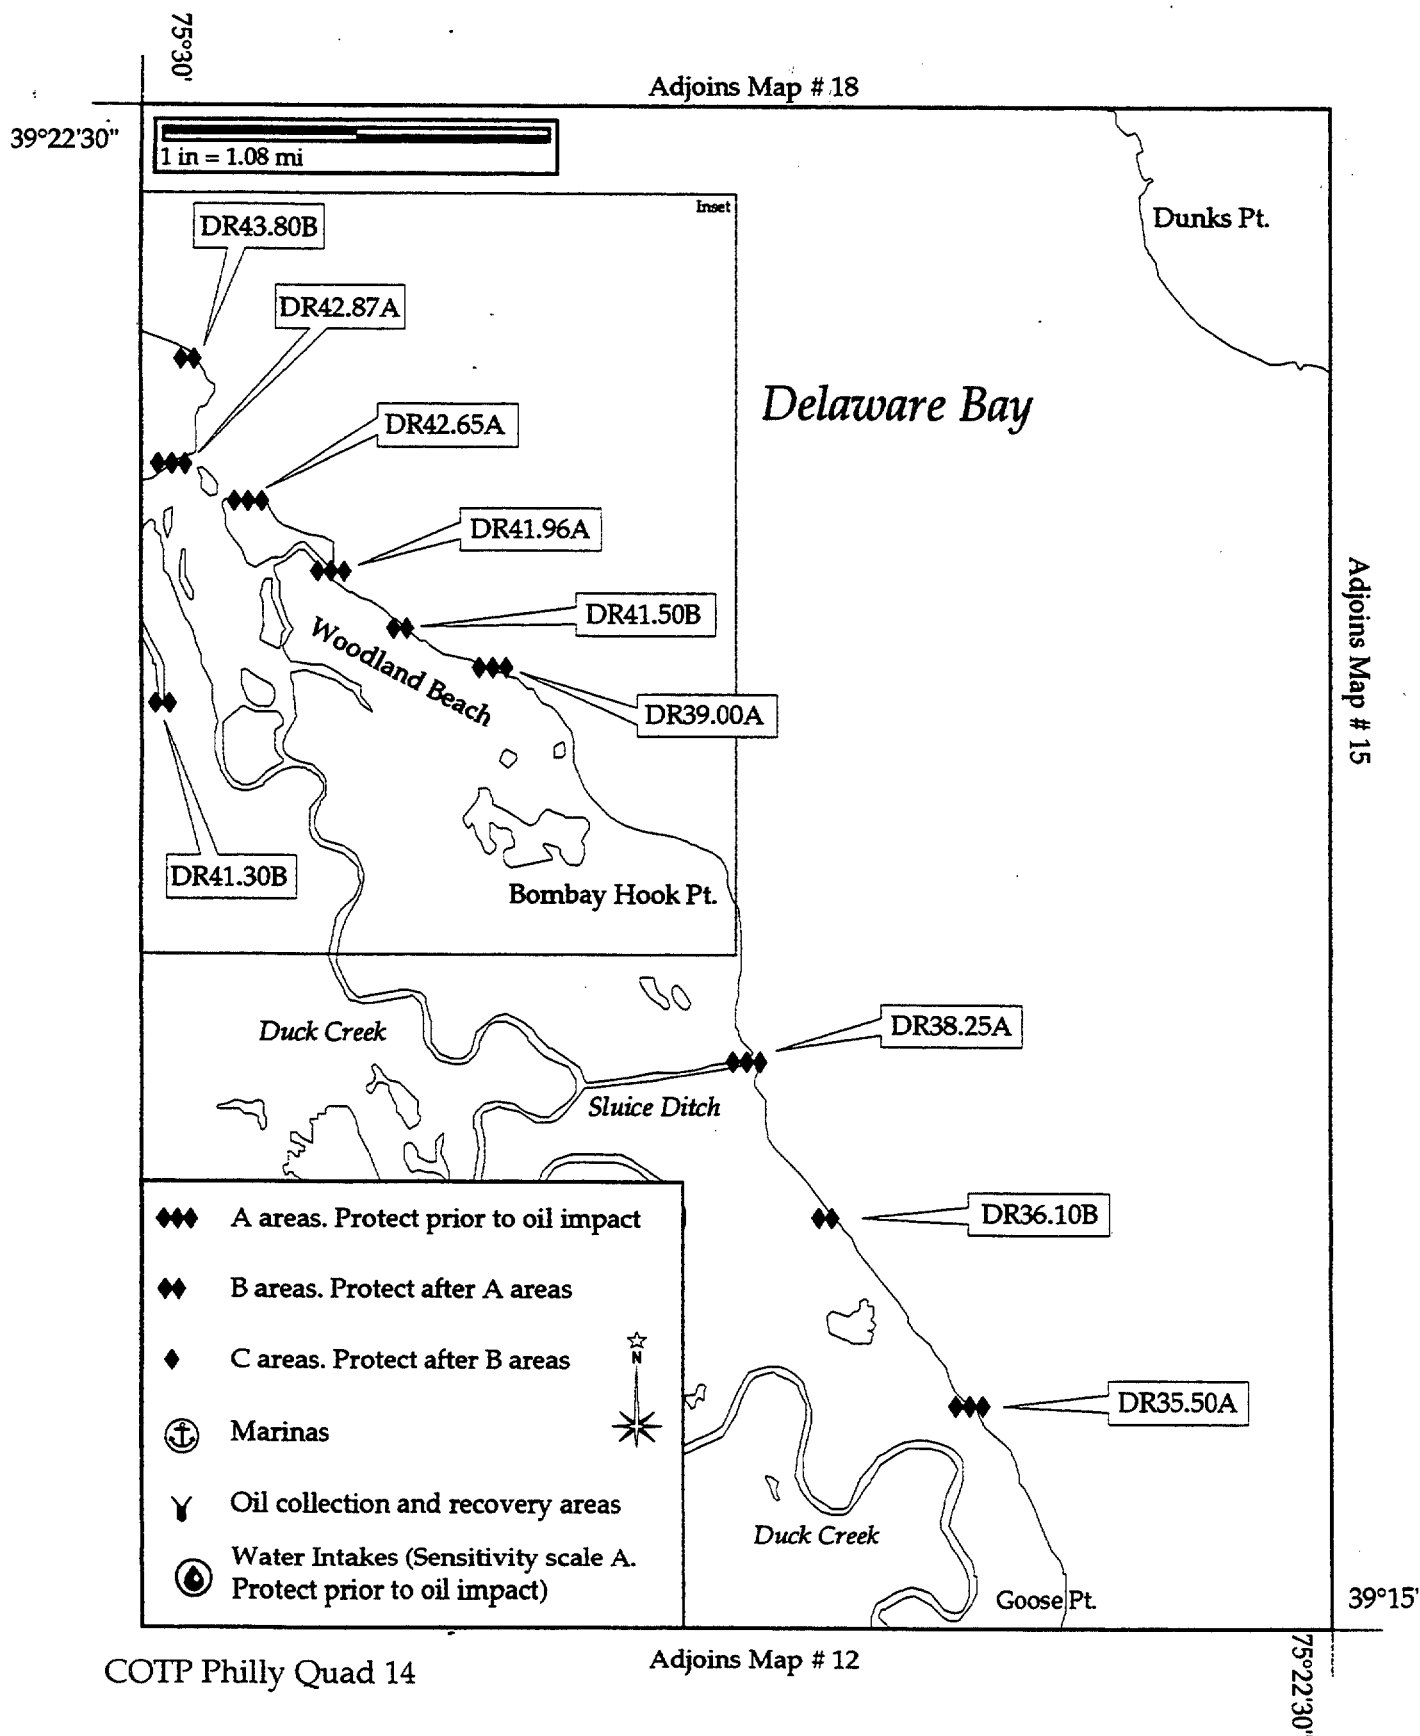 75°30'
Adjoins Map # 18
39°22'30"
1 in = 1.08 mi
Inset
DR43.80B
Dunks Pt.
DR42.87A
Delaware Bay
DR42.65A
DR41.96A
DR41.50B
Woodland Beach
DR39.00A
Adjoins Map # 15
DR41.30B
Bombay Hook Pt.
DR38.25A
Duck Creek
Sluice Ditch
A areas. Protect prior to oil impact
DR36.10B
B areas. Protect after A areas
C areas. Protect after B areas
N
DR35.50A
Marinas
Oil collection and recovery areas
Duck Creek
Water Intakes (Sensitivity scale A.
Protect prior to oil impact)
Goose Pt.
39°15'
Adjoins Map # 12
COTP Philly Quad 14
75°22'30"